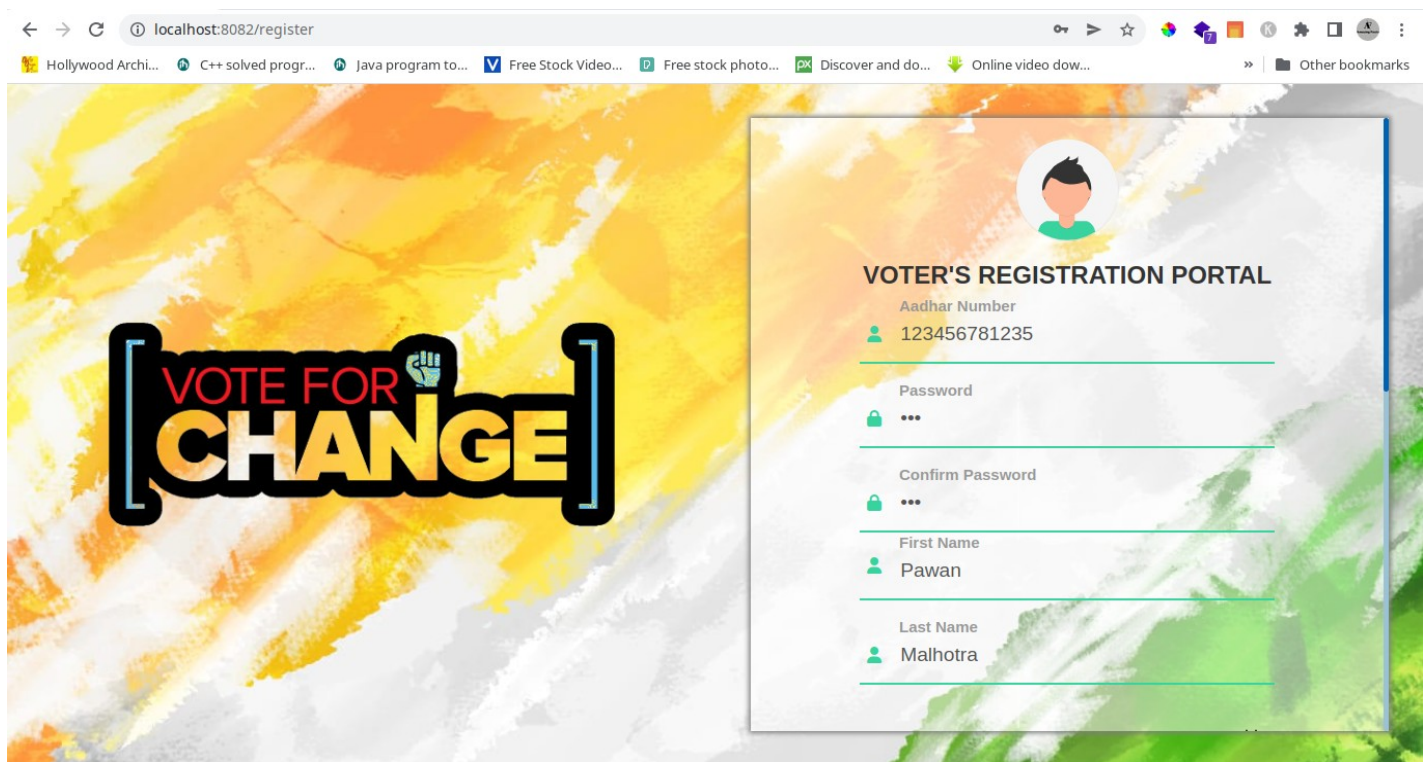 localhost:8082/register
7
K
Hollywood Archi...
C++ solved progr...
Java program to...
Free Stock Video...
Free stock photo...
Discover and do...
Online video dow...
»
Other bookmarks
VOTE FOR
CHANGE
VOTER'S REGISTRATION PORTAL
Aadhar Number
123456781235
Password
•••
Confirm Password
•••
First Name
Pawan
Last Name
Malhotra